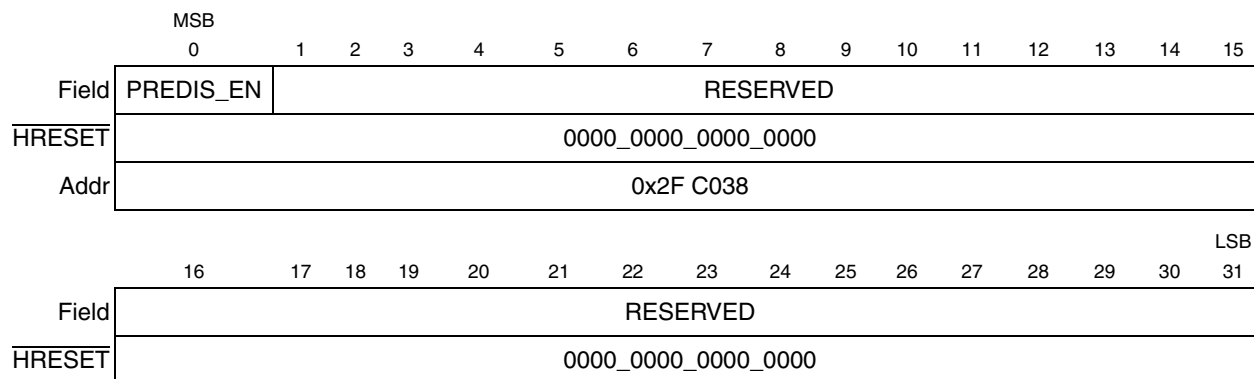 MSB
0 1 2 3 4 5 6 7 8 9 10 11 12 13 14 15
Field PREDIS_EN RESERVED
HRESET 0000_0000_0000_0000
Addr 0x2F C038
LSB
16 17 18 19 20 21 22 23 24 25 26 27 28 29 30 31
Field RESERVED
HRESET 0000_0000_0000_0000